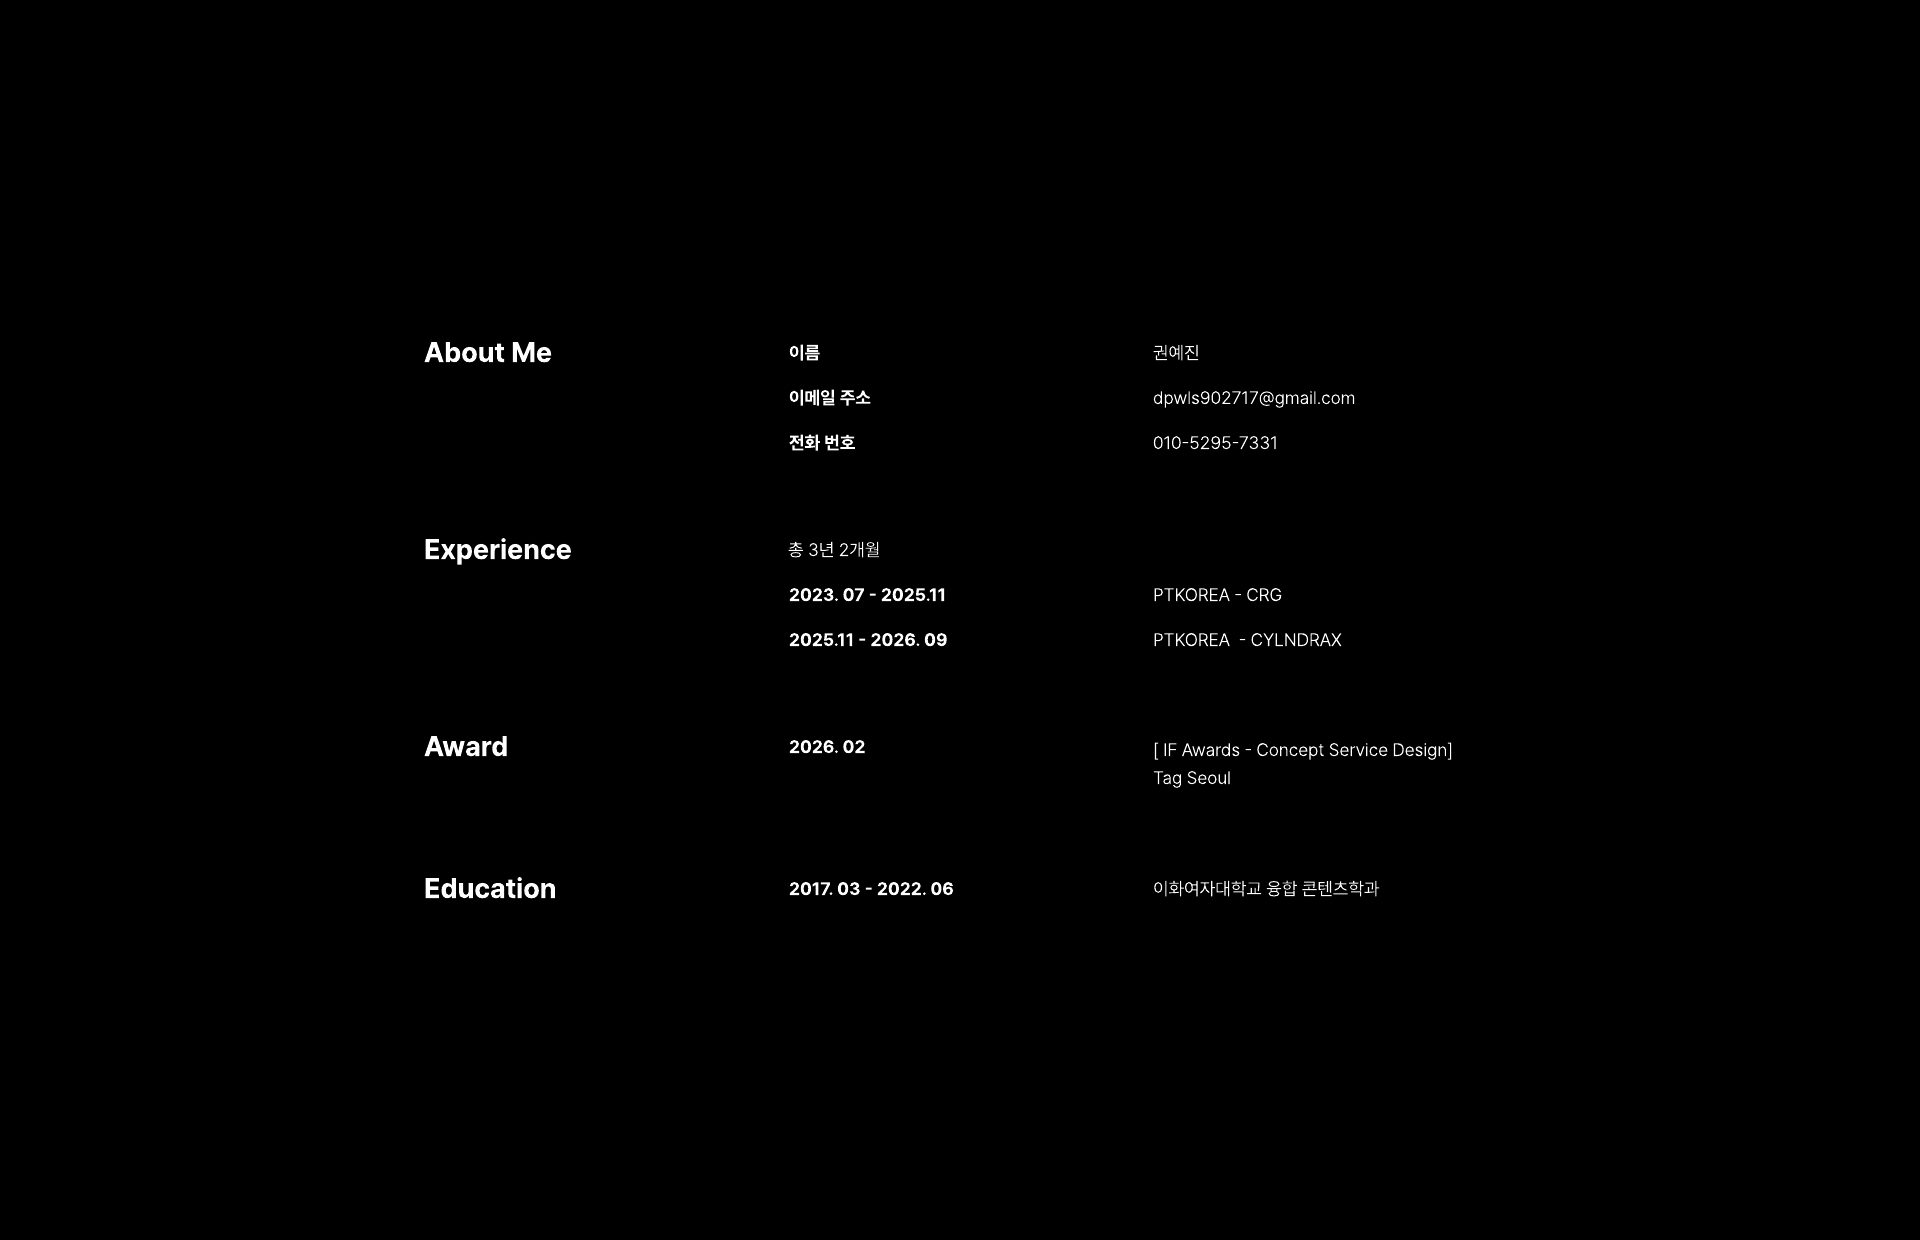 About Me
이름 권예진
이메일 주소 dpwls902717@gmail.com
전화 번호 010-5295-7331
Experience
총 3년 2개월
2023. 07 - 2025.11 PTKOREA - CRG
2025.11 - 2026. 09 PTKOREA - CYLNDRAX
Award
2026. 02 [ IF Awards - Concept Service Design]
Tag Seoul
Education
2017. 03 - 2022. 06 이화여자대학교 융합 콘텐츠학과